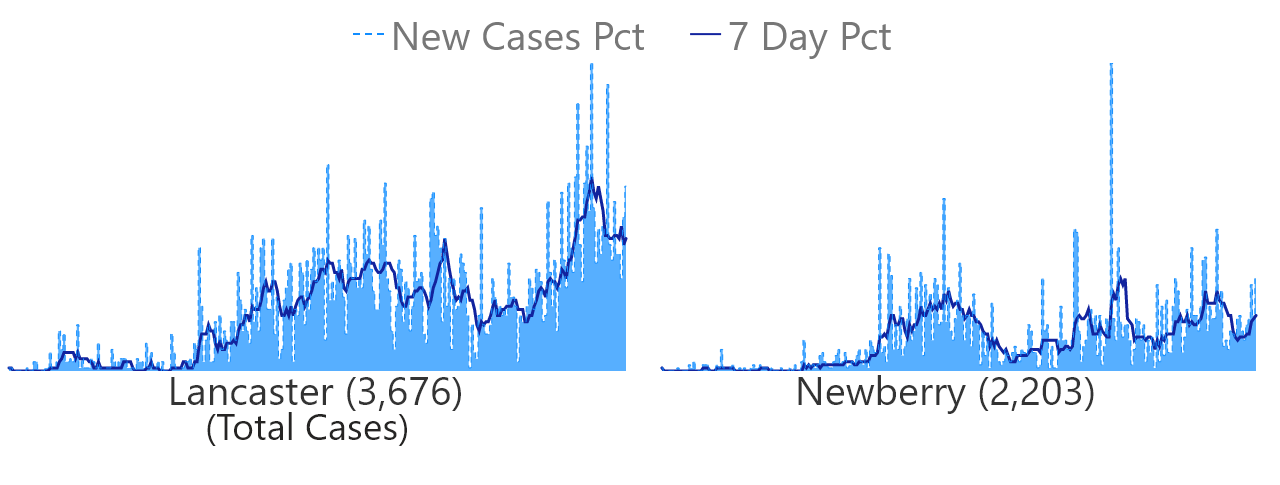 New Cases Pct 7 Day Pct
Lancaster (3,676) Newberry (2,203)
(Total Cases)